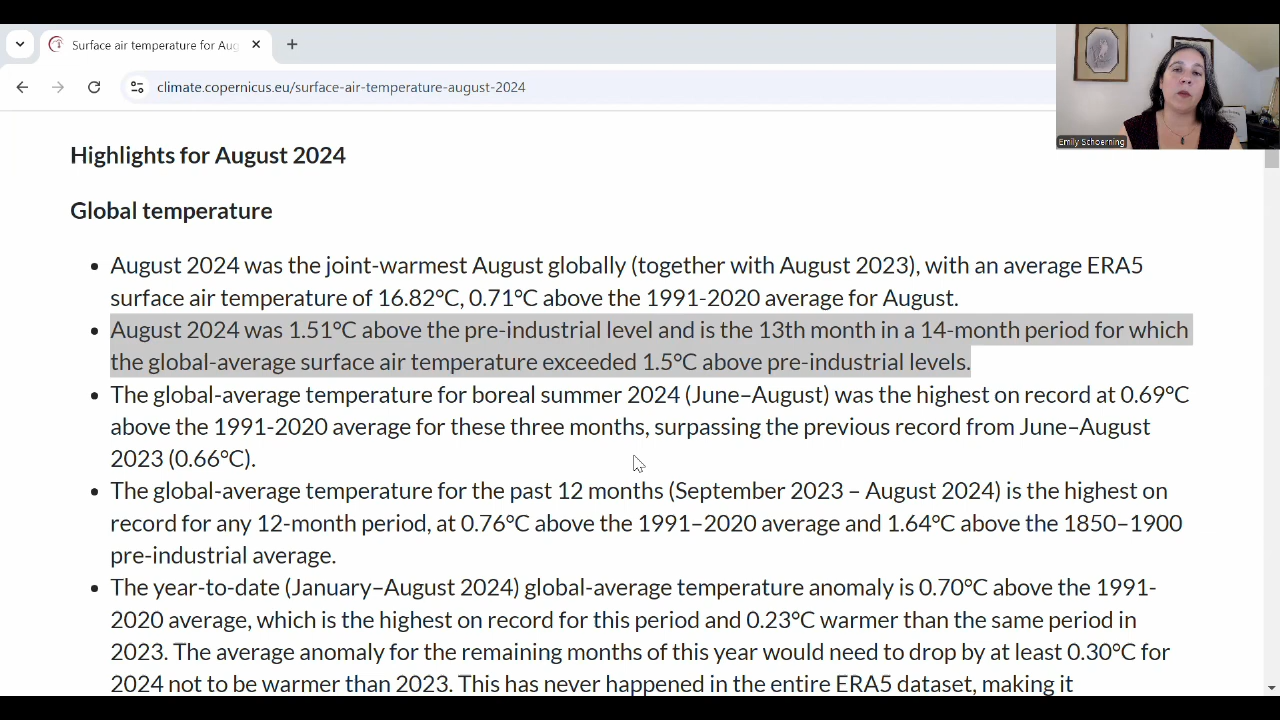 Surface air temperature for Aug
climate.copernicus.eu/surface-air-temperature-august-2024
Emily Schoerning
Highlights for August 2024
Global temperature
• August 2024 was the joint-warmest August globally (together with August 2023), with an average ERA5
surface air temperature of 16.82°C, 0.71°C above the 1991-2020 average for August.
• August 2024 was 1.51°C above the pre-industrial level and is the 13th month in a 14-month period for which
the global-average surface air temperature exceeded 1.5°C above pre-industrial levels.
• The global-average temperature for boreal summer 2024 (June–August) was the highest on record at 0.69°C
above the 1991-2020 average for these three months, surpassing the previous record from June–August
2023 (0.66°C).
• The global-average temperature for the past 12 months (September 2023 – August 2024) is the highest on
record for any 12-month period, at 0.76°C above the 1991–2020 average and 1.64°C above the 1850–1900
pre-industrial average.
• The year-to-date (January–August 2024) global-average temperature anomaly is 0.70°C above the 1991-
2020 average, which is the highest on record for this period and 0.23°C warmer than the same period in
2023. The average anomaly for the remaining months of this year would need to drop by at least 0.30°C for
2024 not to be warmer than 2023. This has never happened in the entire ERA5 dataset, making it